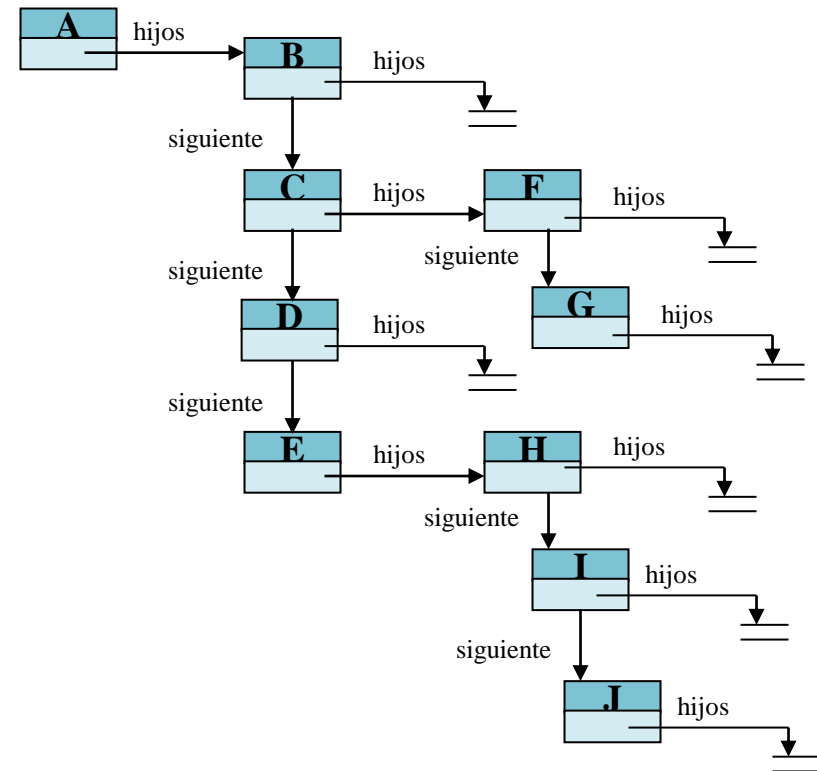 A hijos
B hijos
siguiente
C hijos F hijos
siguiente siguiente
D hijos G hijos
siguiente
E hijos H hijos
siguiente
I hijos
siguiente
J hijos